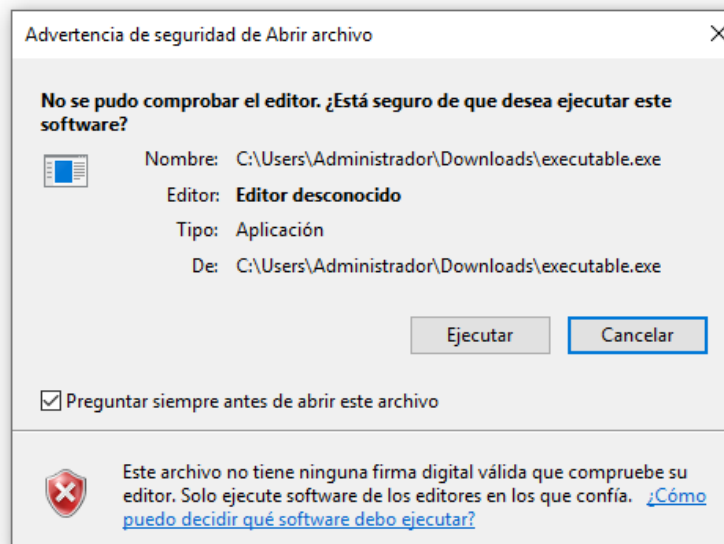 Advertencia de seguridad de Abrir archivo
No se pudo comprobar el editor. ¿Está seguro de que desea ejecutar este
software?
Nombre: C:\Users\Administrador\Downloads\executable.exe
Editor: Editor desconocido
Tipo: Aplicación
De: C:\Users\Administrador\Downloads\executable.exe
Ejecutar Cancelar
Preguntar siempre antes de abrir este archivo
Este archivo no tiene ninguna firma digital válida que compruebe su
editor. Solo ejecute software de los editores en los que confía. ¿Cómo
puedo decidir qué software debo ejecutar?